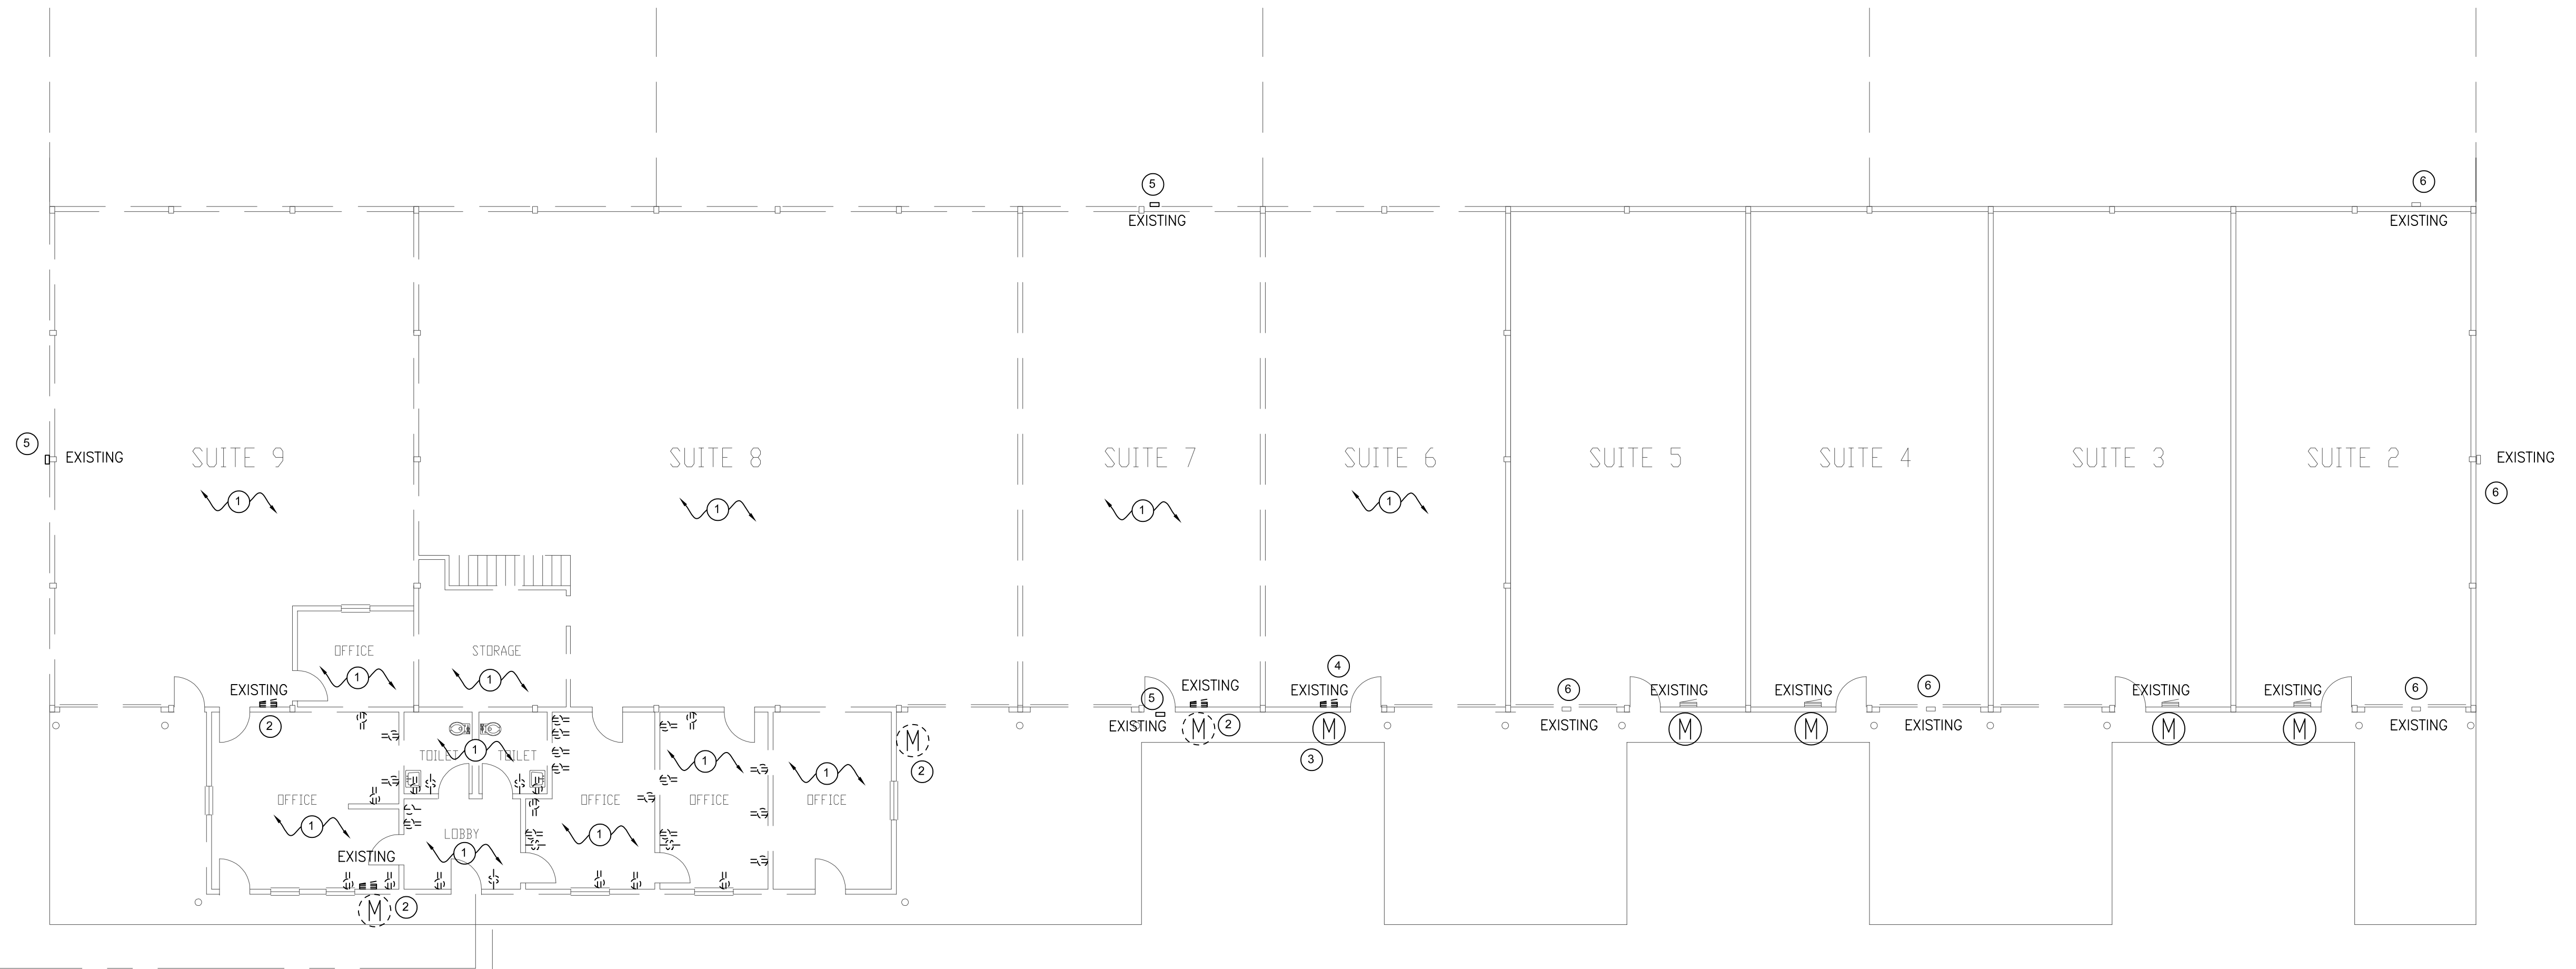 5
6
EXISTING
EXISTING
5
EXISTING
SUITE 9
SUITE 8
SUITE 7
SUITE 6
SUITE 5
SUITE 4
SUITE 3
SUITE 2
EXISTING
6
1
1
1
1
OFFICE
STORAGE
1
1
4
EXISTING
EXISTING
EXISTING
EXISTING
EXISTING
EXISTING
EXISTING
2
5
2
6
6
6
EXISTING
EXISTING
EXISTING
EXISTING
M
M
M
M
M
M
M
3
2
TOILET
1
TOILET
1
1
OFFICE
OFFICE
OFFICE
OFFICE
1
LOBBY
1
1
EXISTING
M
2